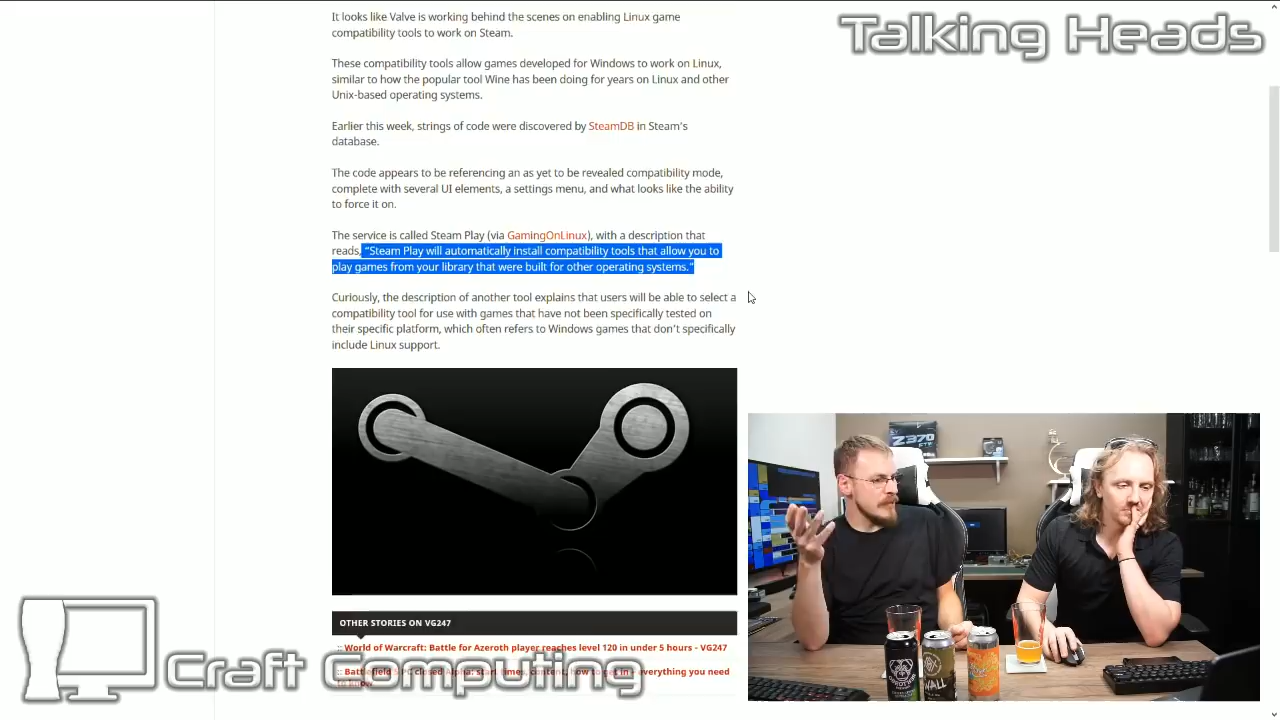 It looks like Valve is working behind the scenes on enabling Linux game
compatibility tools to work on Steam.
Talking Heads
These compatibility tools allow games developed for Windows to work on Linux,
similar to how the popular tool Wine has been doing for years on Linux and other
Unix-based operating systems.
Earlier this week, strings of code were discovered by SteamDB in Steam's
database.
The code appears to be referencing an as yet to be revealed compatibility mode,
complete with several UI elements, a settings menu, and what looks like the ability
to force it on.
The service is called Steam Play (via GamingOnLinux), with a description that
reads, “Steam Play will automatically install compatibility tools that allow you to
play games from your library that were built for other operating systems.”
Curiously, the description of another tool explains that users will be able to select a
compatibility tool for use with games that have not been specifically tested on
their specific platform, which often refers to Windows games that don't specifically
include Linux support.
Z370
WALL
OTHER STORIES ON VG247
:: World of Warcraft: Battle for Azeroth player reaches level 120 in under 5 hours - VG247
:: Battlefield 5 PC closed Alpha: start times, content, how to get in - everything you need
to know
Craft Computing